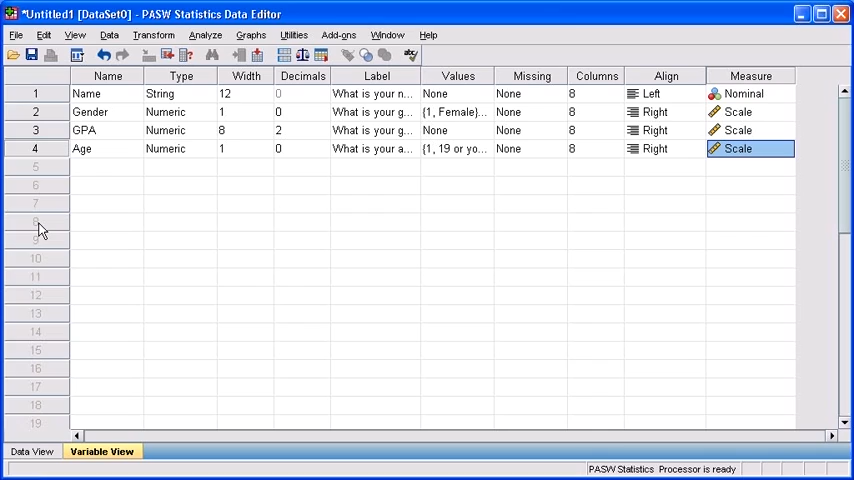 *Untitled1 [DataSet0] - PASW Statistics Data Editor
File Edit View Data Transform Analyze Graphs Utilities Add-ons Window Help
Name Type Width Decimals Label Values Missing Columns Align Measure
1 Name String 12 0 What is your n... None None 8 Left Nominal
2 Gender Numeric 1 0 What is your g... {1, Female}... None 8 Right Scale
3 GPA Numeric 8 2 What is your g... None None 8 Right Scale
4 Age Numeric 1 0 What is your a... {1, 19 or yo... None 8 Right Scale
5
6
7
8
9
10
11
12
13
14
15
16
17
18
19
Data View Variable View
PASW Statistics Processor is ready